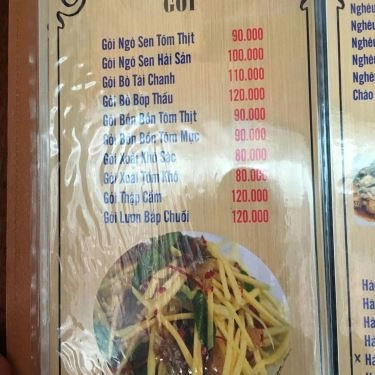 GỎI
Gỏi Ngó Sen Tôm Thịt 90.000
Gỏi Ngó Sen Hải Sản 100.000
Gỏi Bò Tái Chanh 110.000
Gỏi Bò Bóp Thấu 120.000
Gỏi Bồn Bồn Tôm Thịt 90.000
Gỏi Bồn Bồn Tôm Mực 90.000
Gỏi Xoài Khô Sặc 80.000
Gỏi Xoài Tôm Khô 80.000
Gỏi Thập Cẩm 120.000
Gỏi Lươn Bắp Chuối 120.000
Nghêu
Nghêu
Nghêu
Nghêu
Cháo